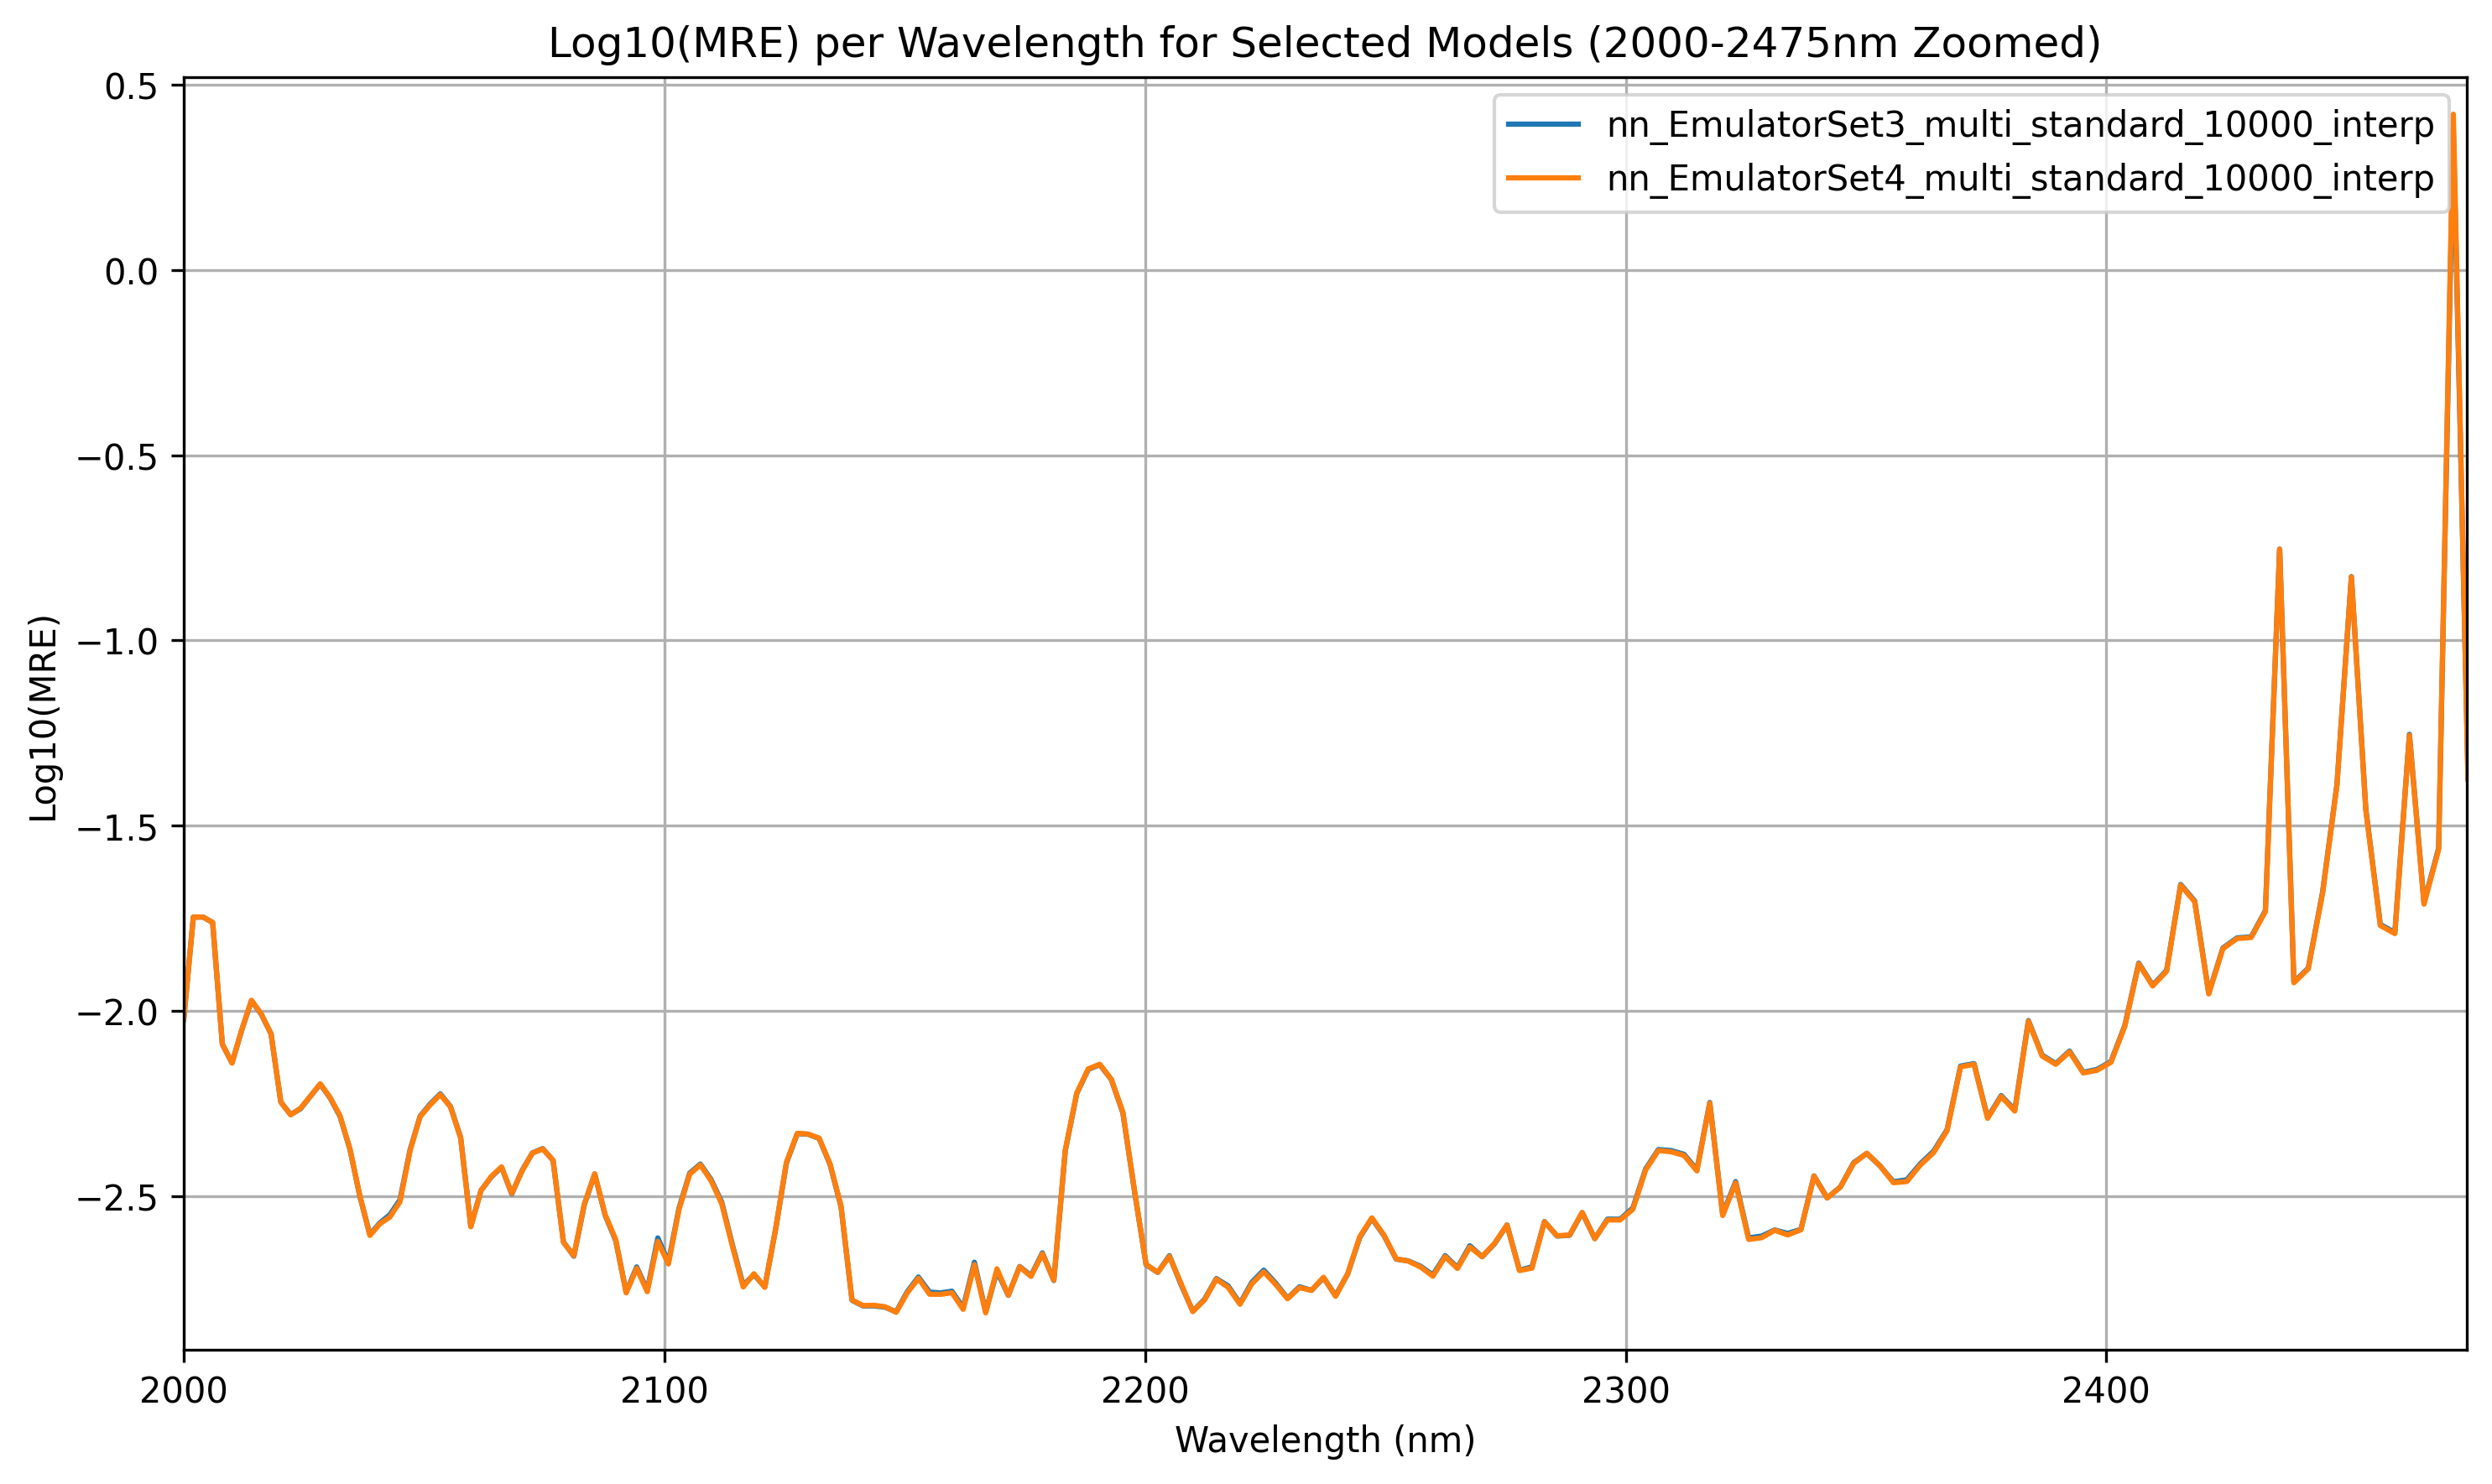 Log10(MRE) per Wavelength for Selected Models (2000-2475nm Zoomed)
nn_EmulatorSet3_multi_standard_10000_interp
nn_EmulatorSet4_multi_standard_10000_interp
0.5
0.0
−0.5
−1.0
−1.5
−2.0
−2.5
Log10(MRE)
2000 2100 2200 2300 2400
Wavelength (nm)